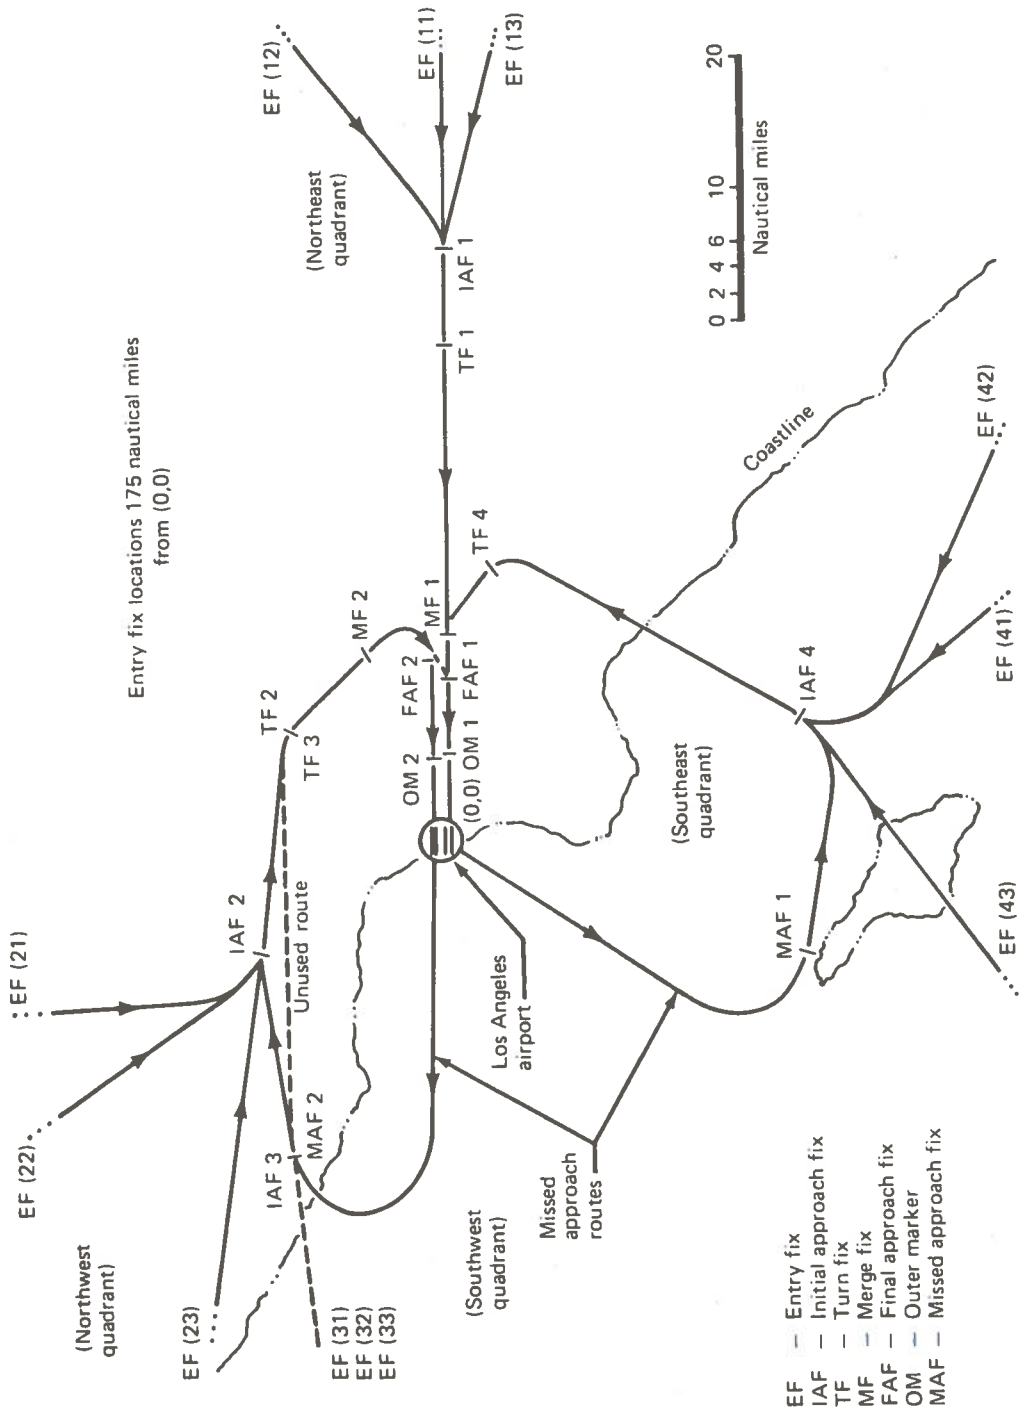 Entry fix locations 175 nautical miles
from (0,0)
(Northwest
quadrant)
EF (22)
EF (21)
EF (23)
EF (31)
EF (32)
EF (33)
IAF 3
MAF 2
IAF 2
Unused route
TF 2
TF 3
MF 2
(Northeast
quadrant)
EF (12)
EF (11)
EF (13)
IAF 1
TF 1
MF 1
FAF 2
FAF 1
OM 2
OM 1
(0,0)
TF 4
Los Angeles
airport
(Southwest
quadrant)
Missed
approach
routes
(Southeast
quadrant)
MAF 1
IAF 4
EF (43)
EF (41)
EF (42)
Coastline
0 2 4 6 10 20
Nautical miles
EF – Entry fix
IAF – Initial approach fix
TF – Turn fix
MF – Merge fix
FAF – Final approach fix
OM – Outer marker
MAF – Missed approach fix